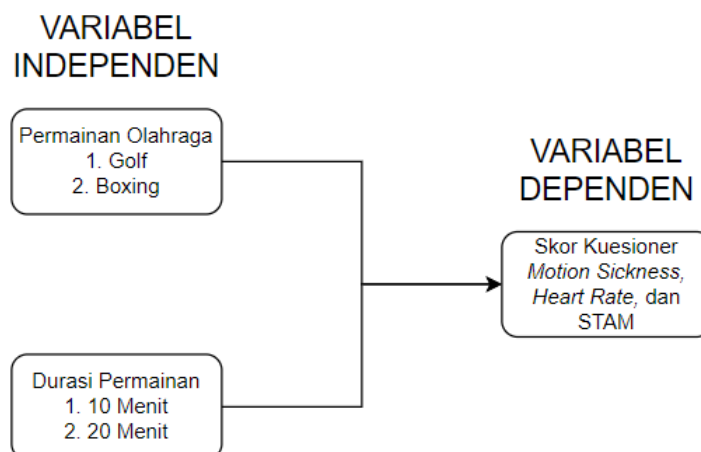 VARIABEL
INDEPENDEN
Permainan Olahraga
1. Golf
2. Boxing
VARIABEL
DEPENDEN
Skor Kuesioner
Motion Sickness,
Heart Rate, dan
STAM
Durasi Permainan
1. 10 Menit
2. 20 Menit